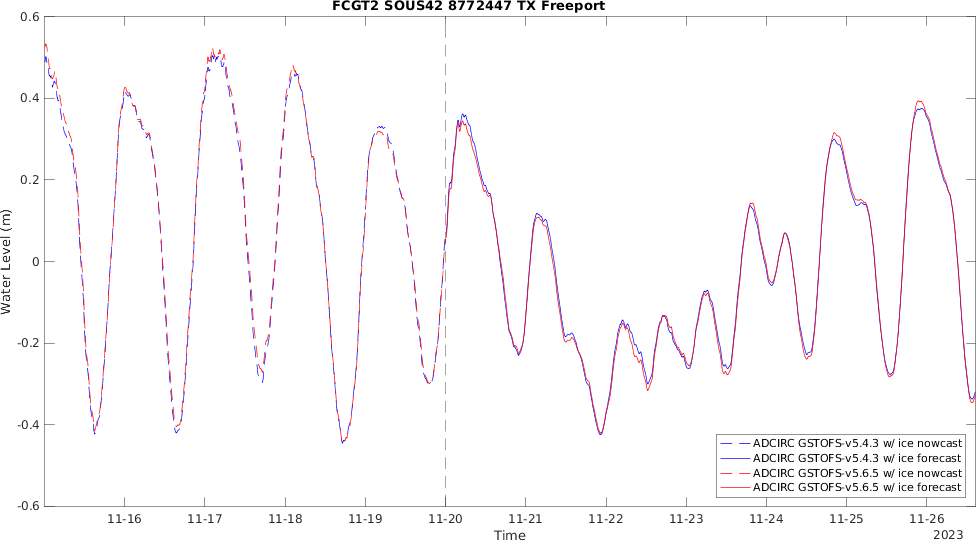 FCGT2 SOUS42 8772447 TX Freeport
0.6
0.4
0.2
0
-0.2
-0.4
-0.6
Water Level (m)
ADCIRC GSTOFS-v5.4.3 w/ ice nowcast
ADCIRC GSTOFS-v5.4.3 w/ ice forecast
ADCIRC GSTOFS-v5.6.5 w/ ice nowcast
ADCIRC GSTOFS-v5.6.5 w/ ice forecast
11-16 11-17 11-18 11-19 11-20 11-21 11-22 11-23 11-24 11-25 11-26
Time
2023